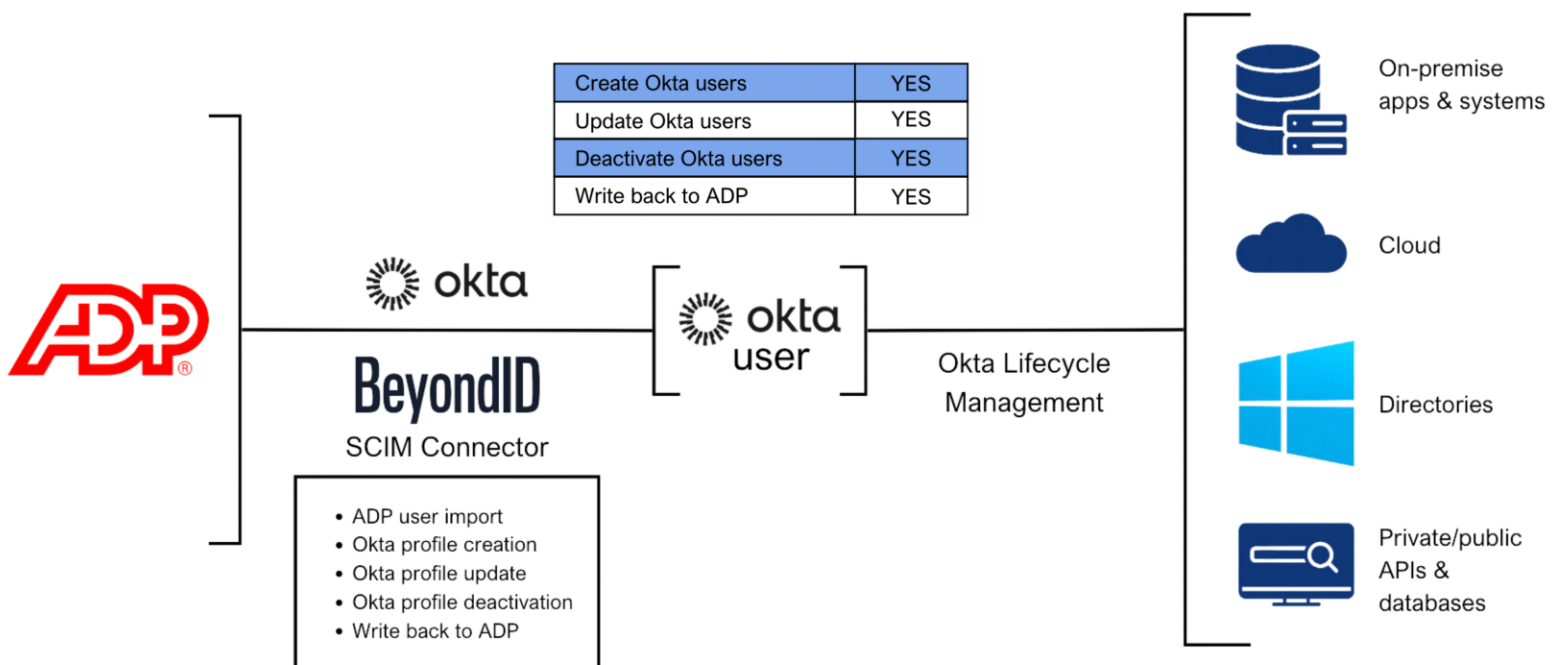 Create Okta users YES
Update Okta users YES
Deactivate Okta users YES
Write back to ADP YES
ADP®
okta
BeyondID
SCIM Connector
• ADP user import
• Okta profile creation
• Okta profile update
• Okta profile deactivation
• Write back to ADP
okta
user
Okta Lifecycle
Management
On-premise
apps & systems
Cloud
Directories
Private/public
APIs &
databases